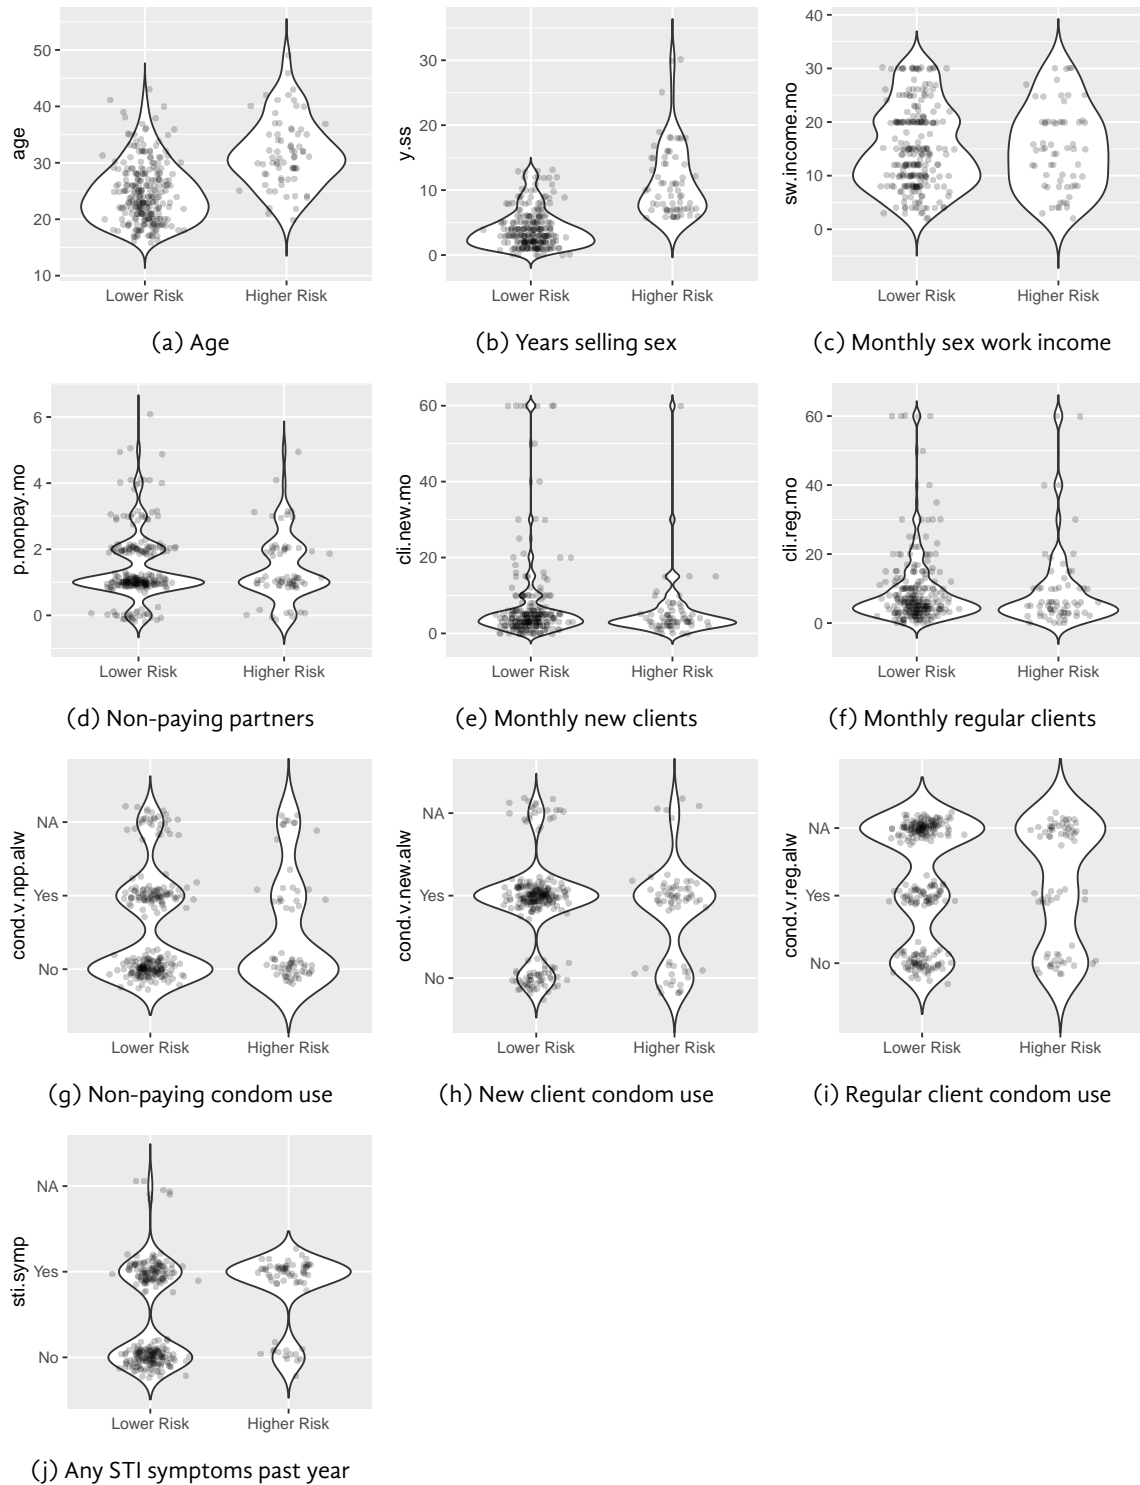 50
40
30
20
10
age
Lower Risk
Higher Risk
(a) Age
30
20
10
0
y.ss
Lower Risk
Higher Risk
(b) Years selling sex
40
30
20
10
0
sw.income.mo
Lower Risk
Higher Risk
(c) Monthly sex work income
6
4
2
0
p.nonpay.mo
Lower Risk
Higher Risk
(d) Non-paying partners
60
40
20
0
cli.new.mo
Lower Risk
Higher Risk
(e) Monthly new clients
60
40
20
0
cli.reg.mo
Lower Risk
Higher Risk
(f) Monthly regular clients
NA
Yes
No
cond.v.npp.alw
Lower Risk
Higher Risk
(g) Non-paying condom use
NA
Yes
No
cond.v.new.alw
Lower Risk
Higher Risk
(h) New client condom use
NA
Yes
No
cond.v.reg.alw
Lower Risk
Higher Risk
(i) Regular client condom use
NA
Yes
No
sti.symp
Lower Risk
Higher Risk
(j) Any STI symptoms past year